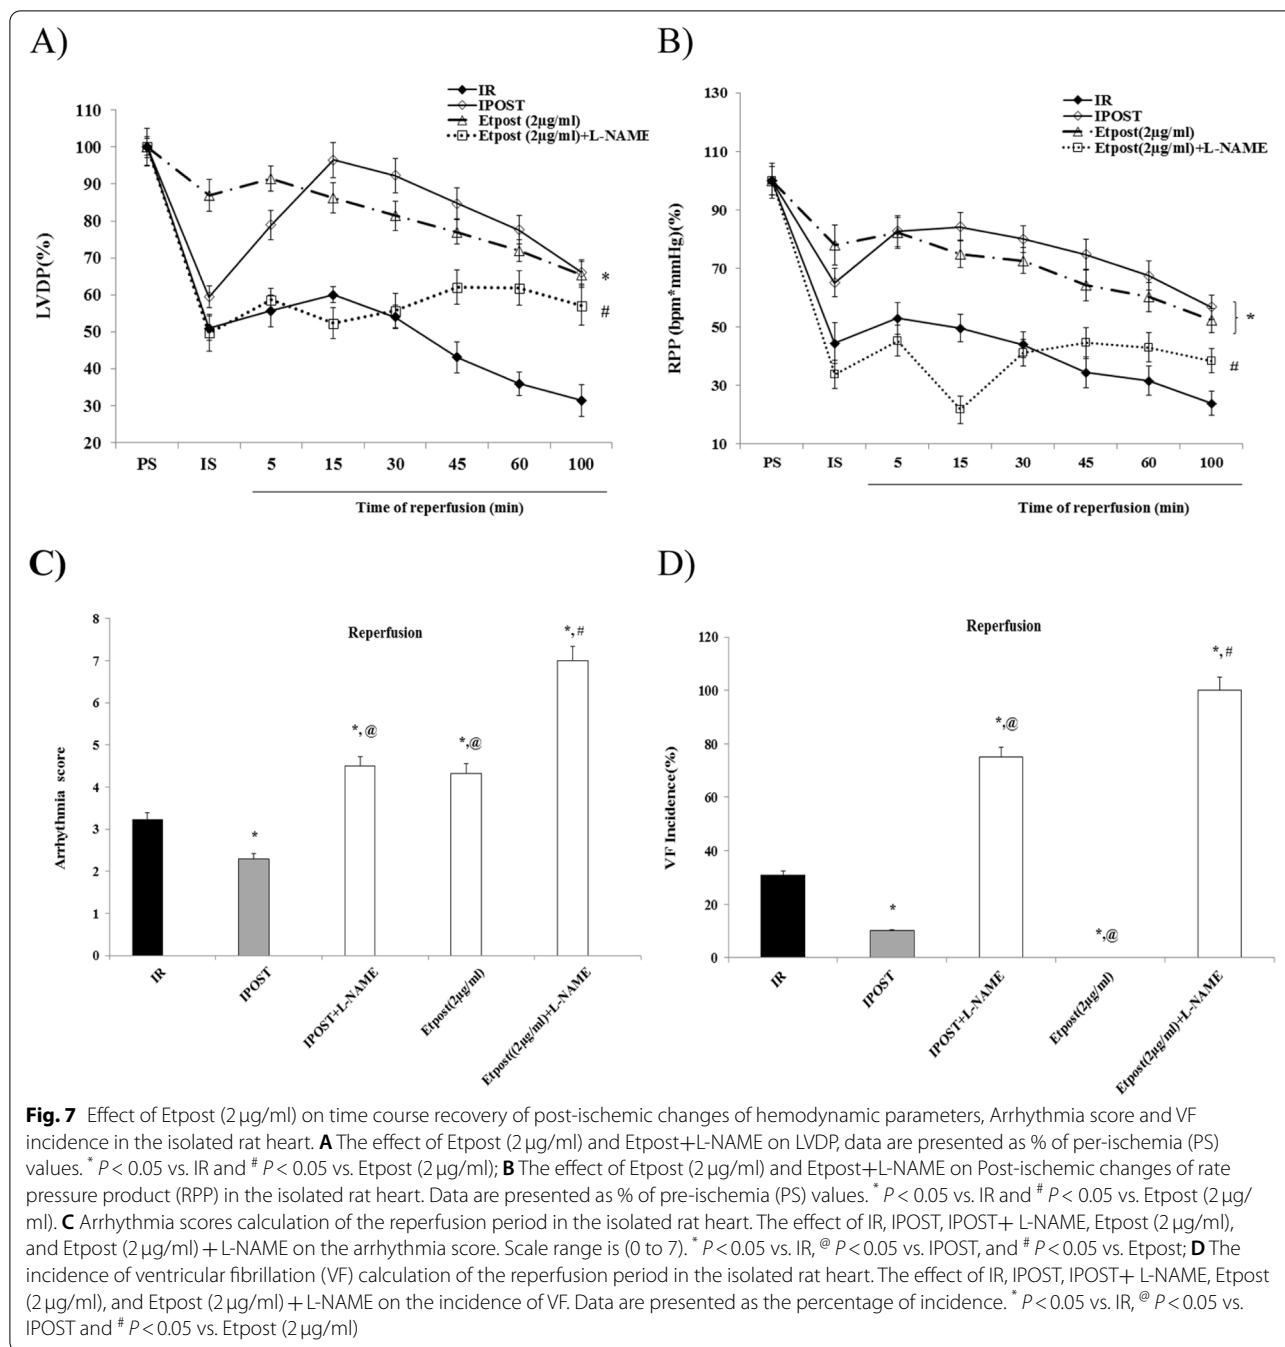 A)
IR
IPOST
Etpost (2µg/ml)
Etpost (2µg/ml)+L-NAME
LVDP(%)
110
100
90
80
70
60
50
40
30
20
*
#
PS IS 5 15 30 45 60 100
Time of reperfusion (min)
B)
IR
IPOST
Etpost(2µg/ml)
Etpost(2µg/ml)+L-NAME
RPP (bpm*mmHg)(%)
130
110
90
70
50
30
10
*
#
PS IS 5 15 30 45 60 100
Time of reperfusion (min)
C)
Reperfusion
Arrhythmia score
8
7
6
5
4
3
2
1
0
*
*,@
*,@
*,#
IR
IPOST
IPOST+L-NAME
Etpost(2µg/ml)
Etpost((2µg/ml)+L-NAME
D)
Reperfusion
VF Incidence(%)
120
100
80
60
40
20
0
*
*,@
*,@
*,#
IR
IPOST
IPOST+L-NAME
Etpost(2µg/ml)
Etpost(2µg/ml)+L-NAME
Fig. 7 Effect of Etpost (2 µg/ml) on time course recovery of post-ischemic changes of hemodynamic parameters, Arrhythmia score and VF
incidence in the isolated rat heart. A The effect of Etpost (2 µg/ml) and Etpost+L-NAME on LVDP, data are presented as % of per-ischemia (PS)
values. * P < 0.05 vs. IR and # P < 0.05 vs. Etpost (2 µg/ml); B The effect of Etpost (2 µg/ml) and Etpost+L-NAME on Post-ischemic changes of rate
pressure product (RPP) in the isolated rat heart. Data are presented as % of pre-ischemia (PS) values. * P < 0.05 vs. IR and # P < 0.05 vs. Etpost (2 µg/
ml). C Arrhythmia scores calculation of the reperfusion period in the isolated rat heart. The effect of IR, IPOST, IPOST+ L-NAME, Etpost (2 µg/ml),
and Etpost (2 µg/ml) + L-NAME on the arrhythmia score. Scale range is (0 to 7). * P < 0.05 vs. IR, @ P < 0.05 vs. IPOST, and # P < 0.05 vs. Etpost; D The
incidence of ventricular fibrillation (VF) calculation of the reperfusion period in the isolated rat heart. The effect of IR, IPOST, IPOST+ L-NAME, Etpost
(2 µg/ml), and Etpost (2 µg/ml) + L-NAME on the incidence of VF. Data are presented as the percentage of incidence. * P < 0.05 vs. IR, @ P < 0.05 vs.
IPOST and # P < 0.05 vs. Etpost (2 µg/ml)